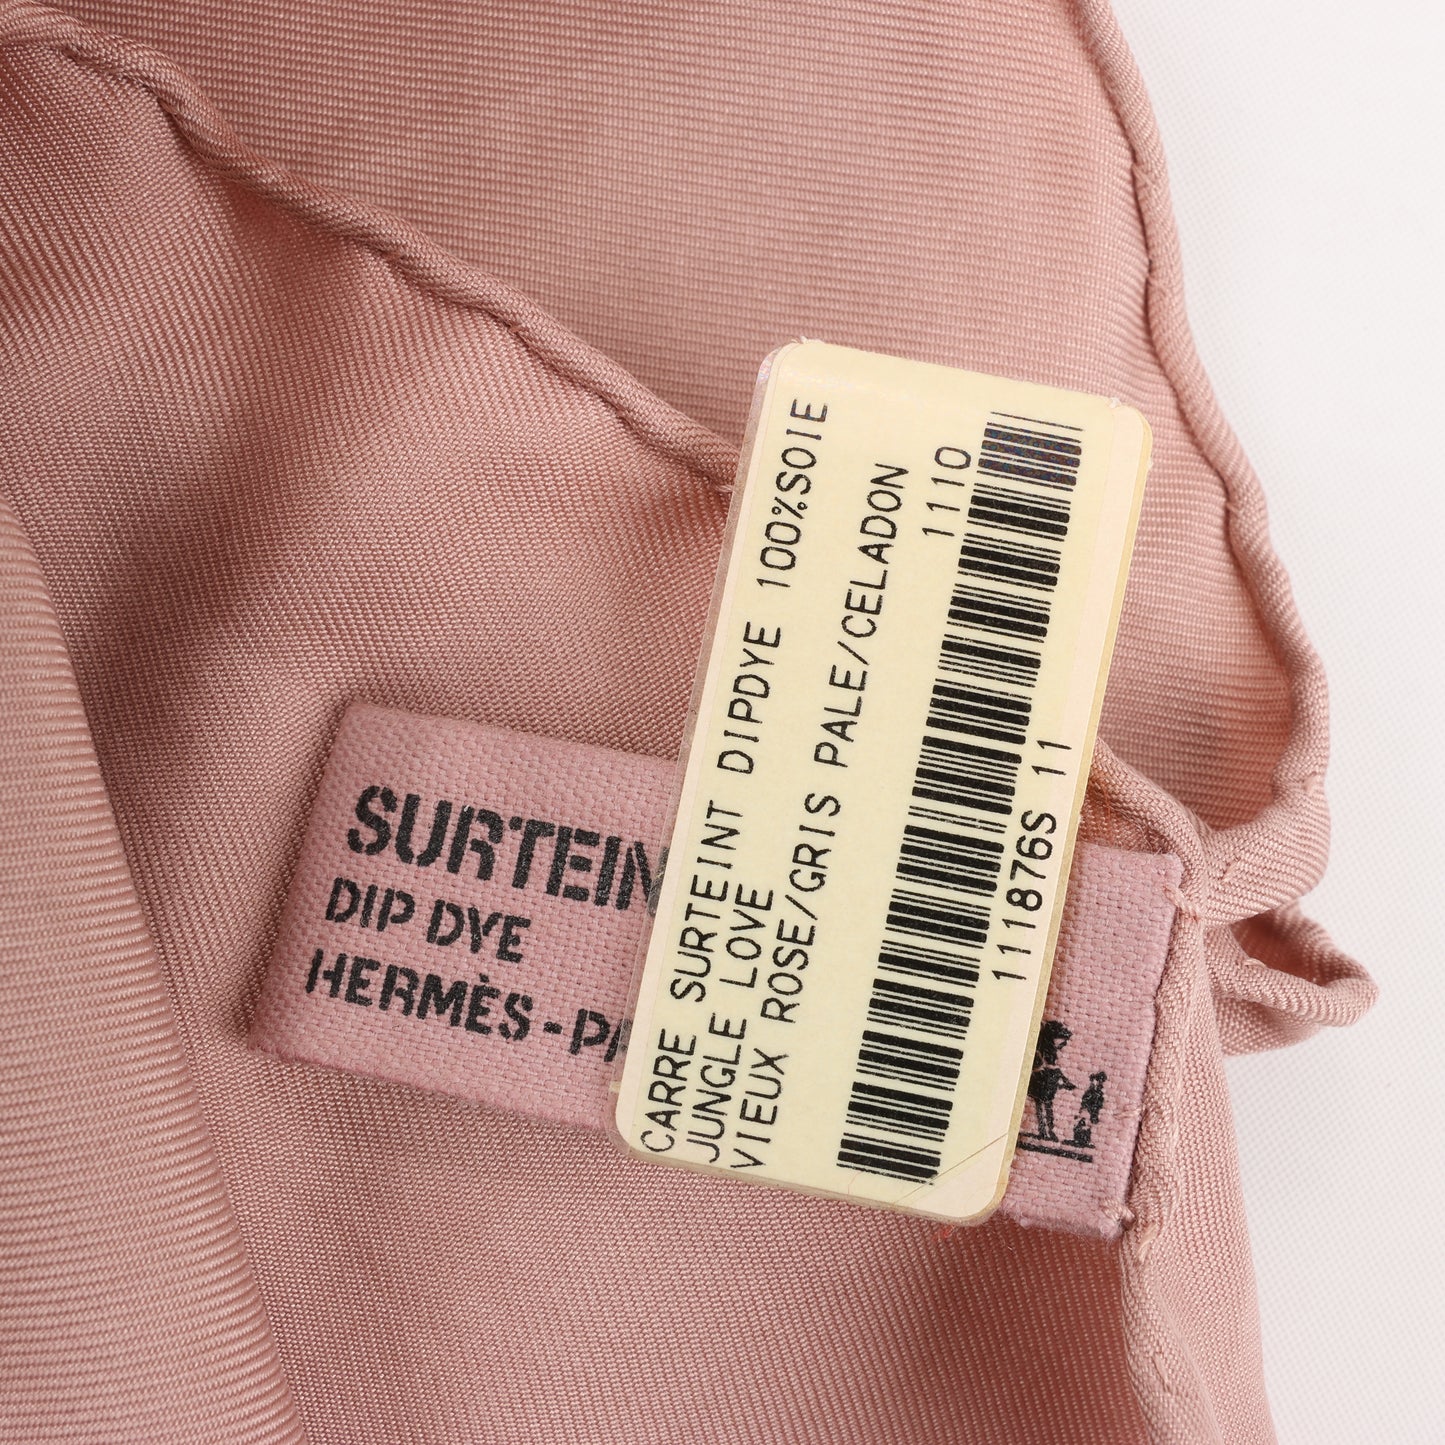 CARRE SURTEINT DIPDYE 100%SOIE
JUNGLE LOVE
VIEUX ROSE/GRIS PALE/CELADON
1110
111876S 11
SURTEIN
DIP DYE
HERMÈS-PA